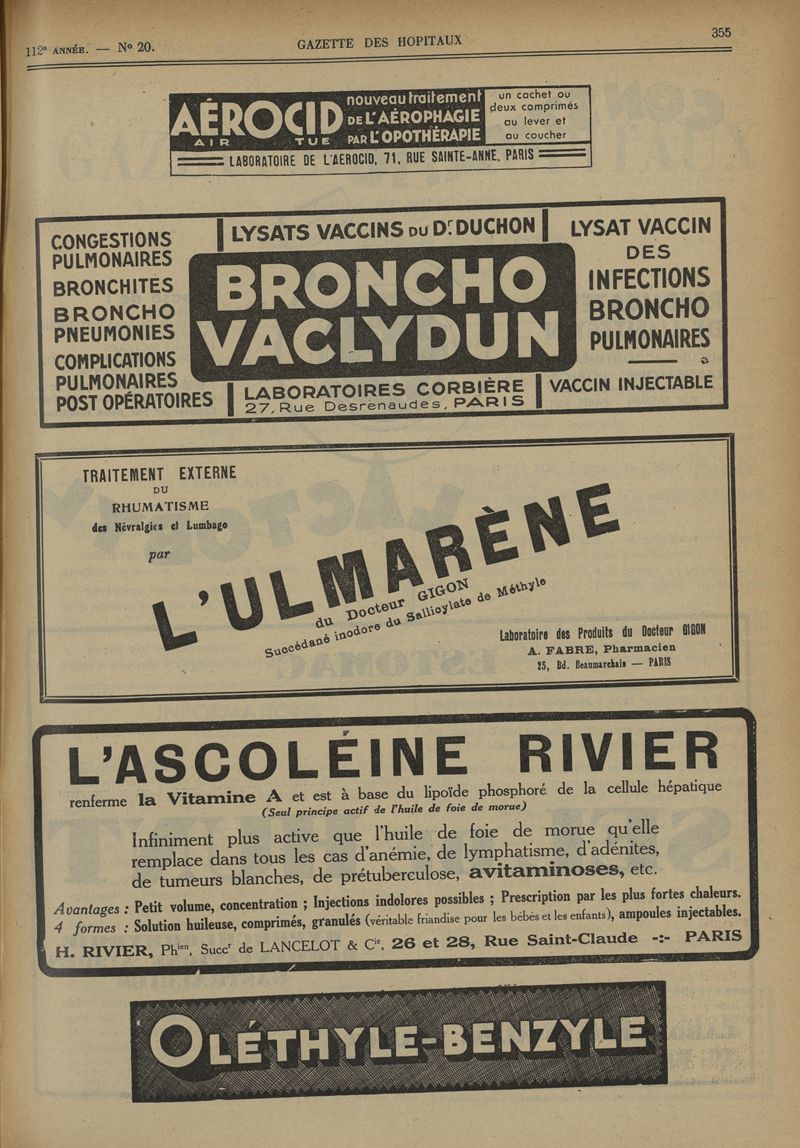 112e ANNÉE. — No 20.
GAZETTE DES HOPITAUX
355
AÉROCID
AIR TUE
nouveau traitement
DE L'AÉROPHAGIE
PAR L'OPOTHÉRAPIE
un cachet ou
deux comprimés
au lever et
au coucher
LABORATOIRE DE L'AEROCID, 71, RUE SAINTE-ANNE, PARIS
CONGESTIONS
PULMONAIRES
BRONCHITES
BRONCHO
PNEUMONIES
COMPLICATIONS
PULMONAIRES
POST OPÉRATOIRES
LYSATS VACCINS DU Dr DUCHON
BRONCHO
VACLYDUN
LABORATOIRES CORBIÈRE
27, Rue Desrenaudes, PARIS
LYSAT VACCIN
DES
INFECTIONS
BRONCHO
PULMONAIRES
VACCIN INJECTABLE
TRAITEMENT EXTERNE
DU
RHUMATISME
des Névralgies et Lumbago
par
L'ULMARÈNE
du Docteur GIGON
Succédané inodore du Sallicylate de Méthyle
Laboratoire des Produits du Docteur GIGON
A. FABRE, Pharmacien
25, Bd. Beaumarchais — PARIS
L'ASCOLÉINE RIVIER
renferme la Vitamine A et est à base du lipoïde phosphoré de la cellule hépatique
(Seul principe actif de l'huile de foie de morue)
Infiniment plus active que l'huile de foie de morue qu'elle
remplace dans tous les cas d'anémie, de lymphatisme, d'adénites,
de tumeurs blanches, de prétuberculose, avitaminoses, etc.
Avantages : Petit volume, concentration ; Injections indolores possibles ; Prescription par les plus fortes chaleurs.
4 formes : Solution huileuse, comprimés, granulés (véritable friandise pour les bébés et les enfants), ampoules injectables.
H. RIVIER, Phien, Succr de LANCELOT & Cie, 26 et 28, Rue Saint-Claude -:- PARIS
OLÉTHYLE-BENZYLE